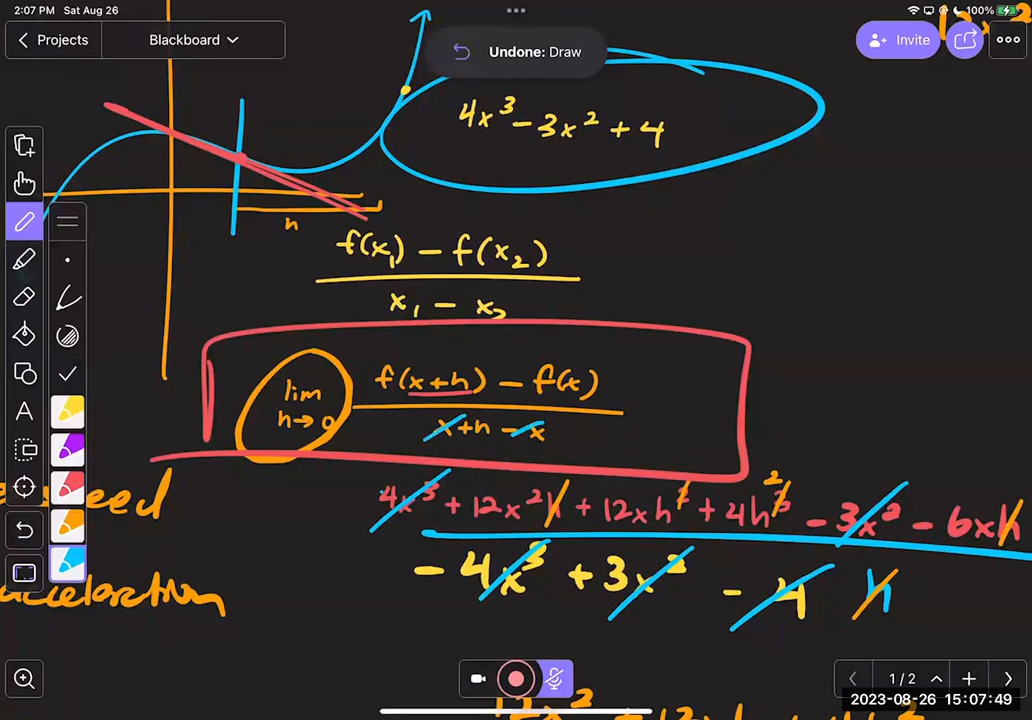 2:07 PM Sat Aug 26
100%
Projects
Blackboard
Undone: Draw
Invite
4x³ - 3x² + 4
h
f(x₁) - f(x₂)
x₁ - x₂
lim
h→0
f(x+h) - f(x)
x+h - x
4x³ + 12x²h + 12xh² + 4h³ - 3x² - 6xh
- 4x³ + 3x² - 4 h
eed
acceleration
A
1 / 2
2023-08-26 15:07:49